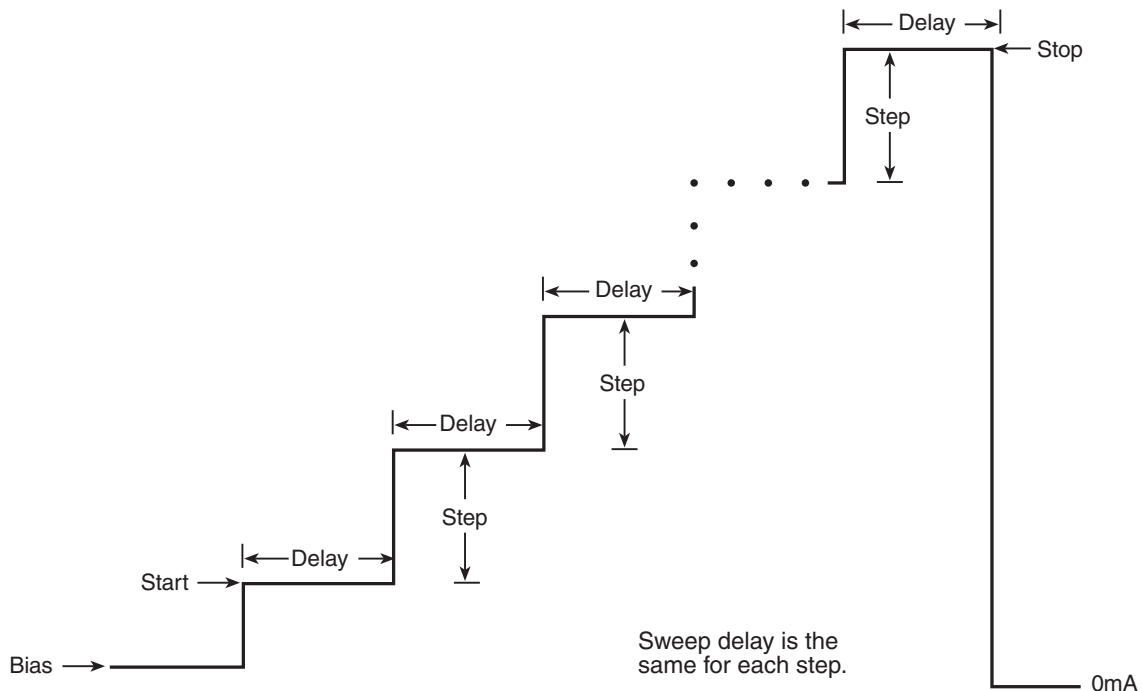 Delay
Stop
Step
Delay
Step
Delay
Step
Delay
Start
Sweep delay is the
same for each step.
Bias
0mA